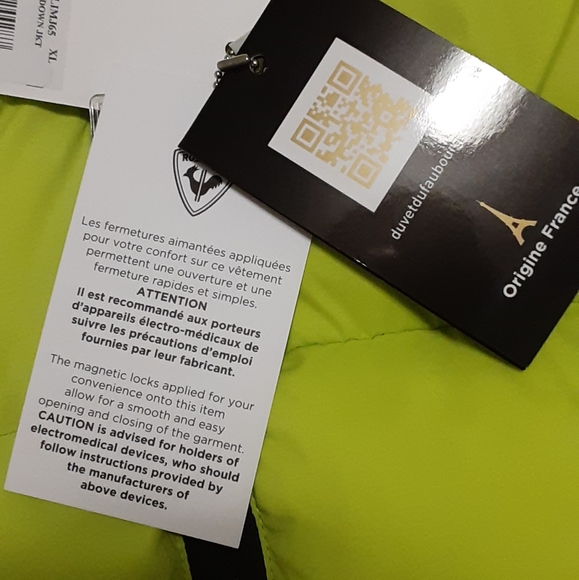 XL
DOWN JKT
duvetdufaubourg
Origine France
Les fermetures aimantées appliquées
pour votre confort sur ce vêtement
permettent une ouverture et une
fermeture rapides et simples.
ATTENTION
Il est recommandé aux porteurs
d'appareils électro-médicaux de
suivre les précautions d'emploi
fournies par leur fabricant.
The magnetic locks applied for your
convenience onto this item
allow for a smooth and easy
opening and closing of the garment.
CAUTION is advised for holders of
electromedical devices, who should
follow instructions provided by
the manufacturers of
above devices.